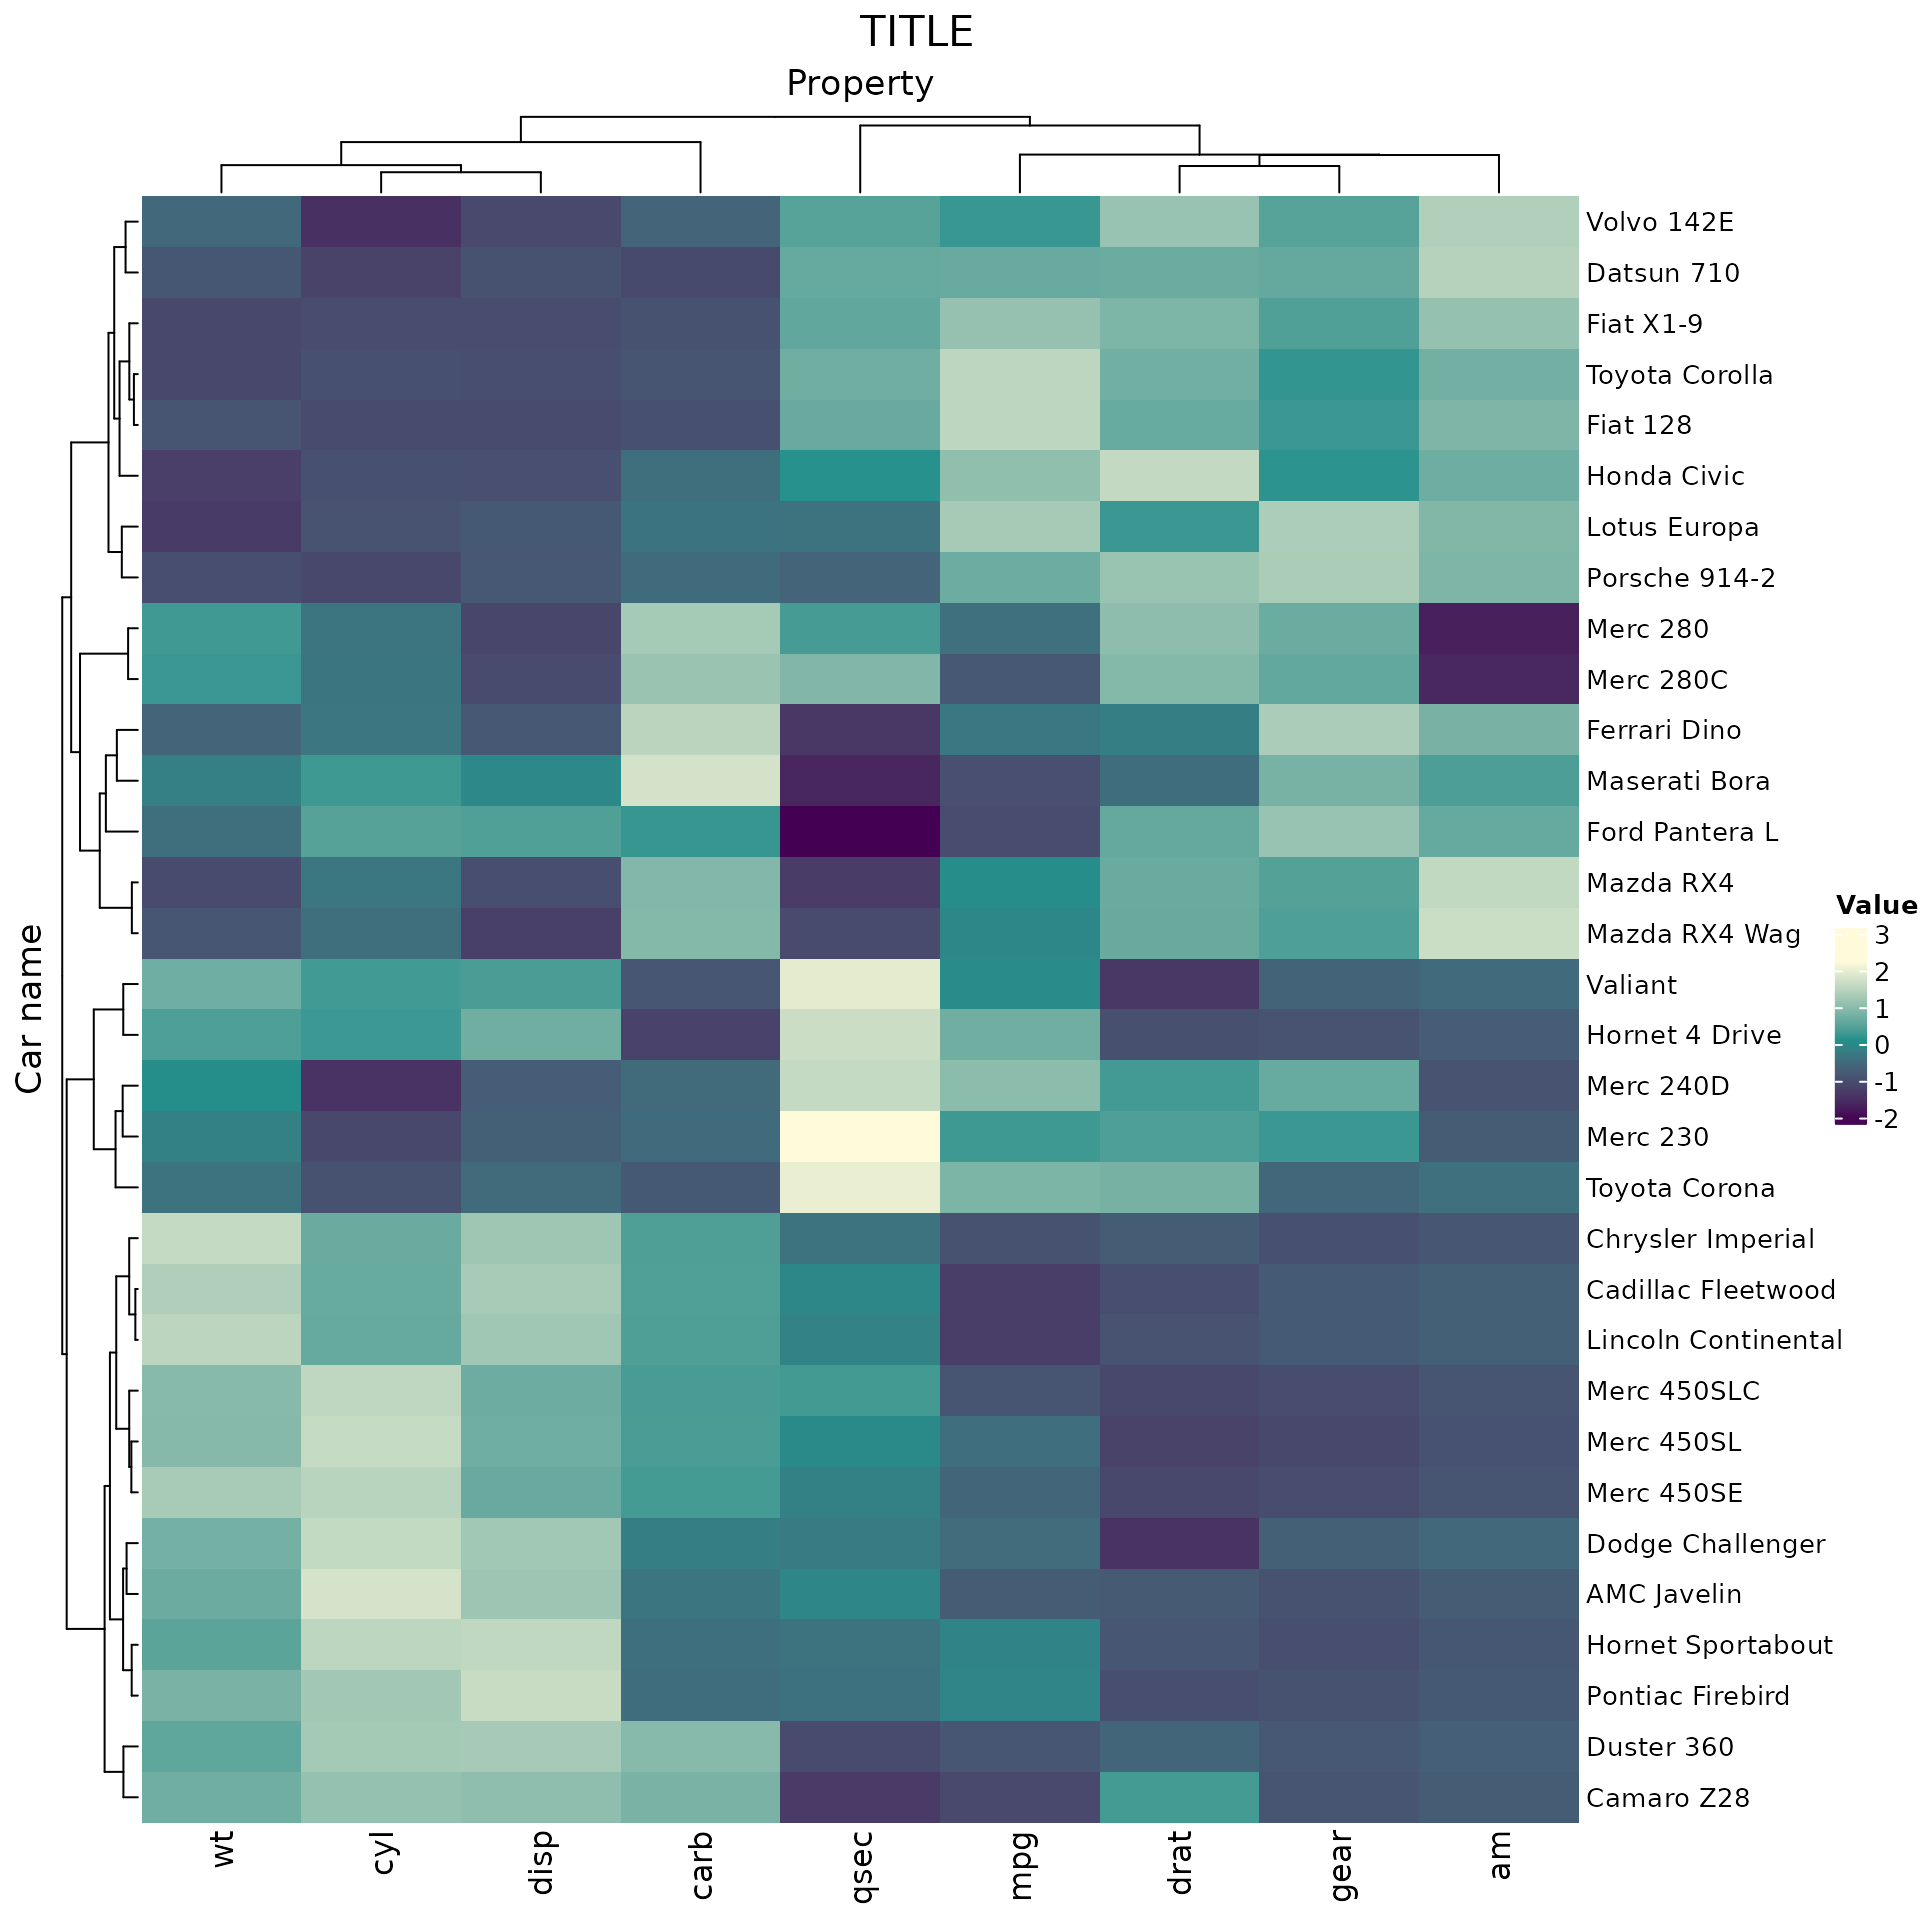 TITLE
Property
Car name
Volvo 142E
Datsun 710
Fiat X1-9
Toyota Corolla
Fiat 128
Honda Civic
Lotus Europa
Porsche 914-2
Merc 280
Merc 280C
Ferrari Dino
Maserati Bora
Ford Pantera L
Mazda RX4
Mazda RX4 Wag
Valiant
Hornet 4 Drive
Merc 240D
Merc 230
Toyota Corona
Chrysler Imperial
Cadillac Fleetwood
Lincoln Continental
Merc 450SLC
Merc 450SL
Merc 450SE
Dodge Challenger
AMC Javelin
Hornet Sportabout
Pontiac Firebird
Duster 360
Camaro Z28
Value
3
2
1
0
-1
-2
wt
cyl
disp
carb
qsec
mpg
drat
gear
am